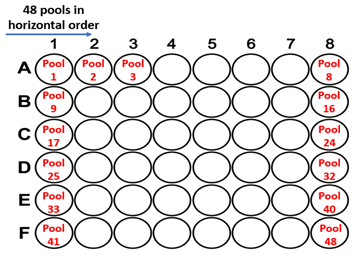 48 pools in
horizontal order
1 2 3 4 5 6 7 8
A Pool 1 Pool 2 Pool 3 Pool 8
B Pool 9 Pool 16
C Pool 17 Pool 24
D Pool 25 Pool 32
E Pool 33 Pool 40
F Pool 41 Pool 48